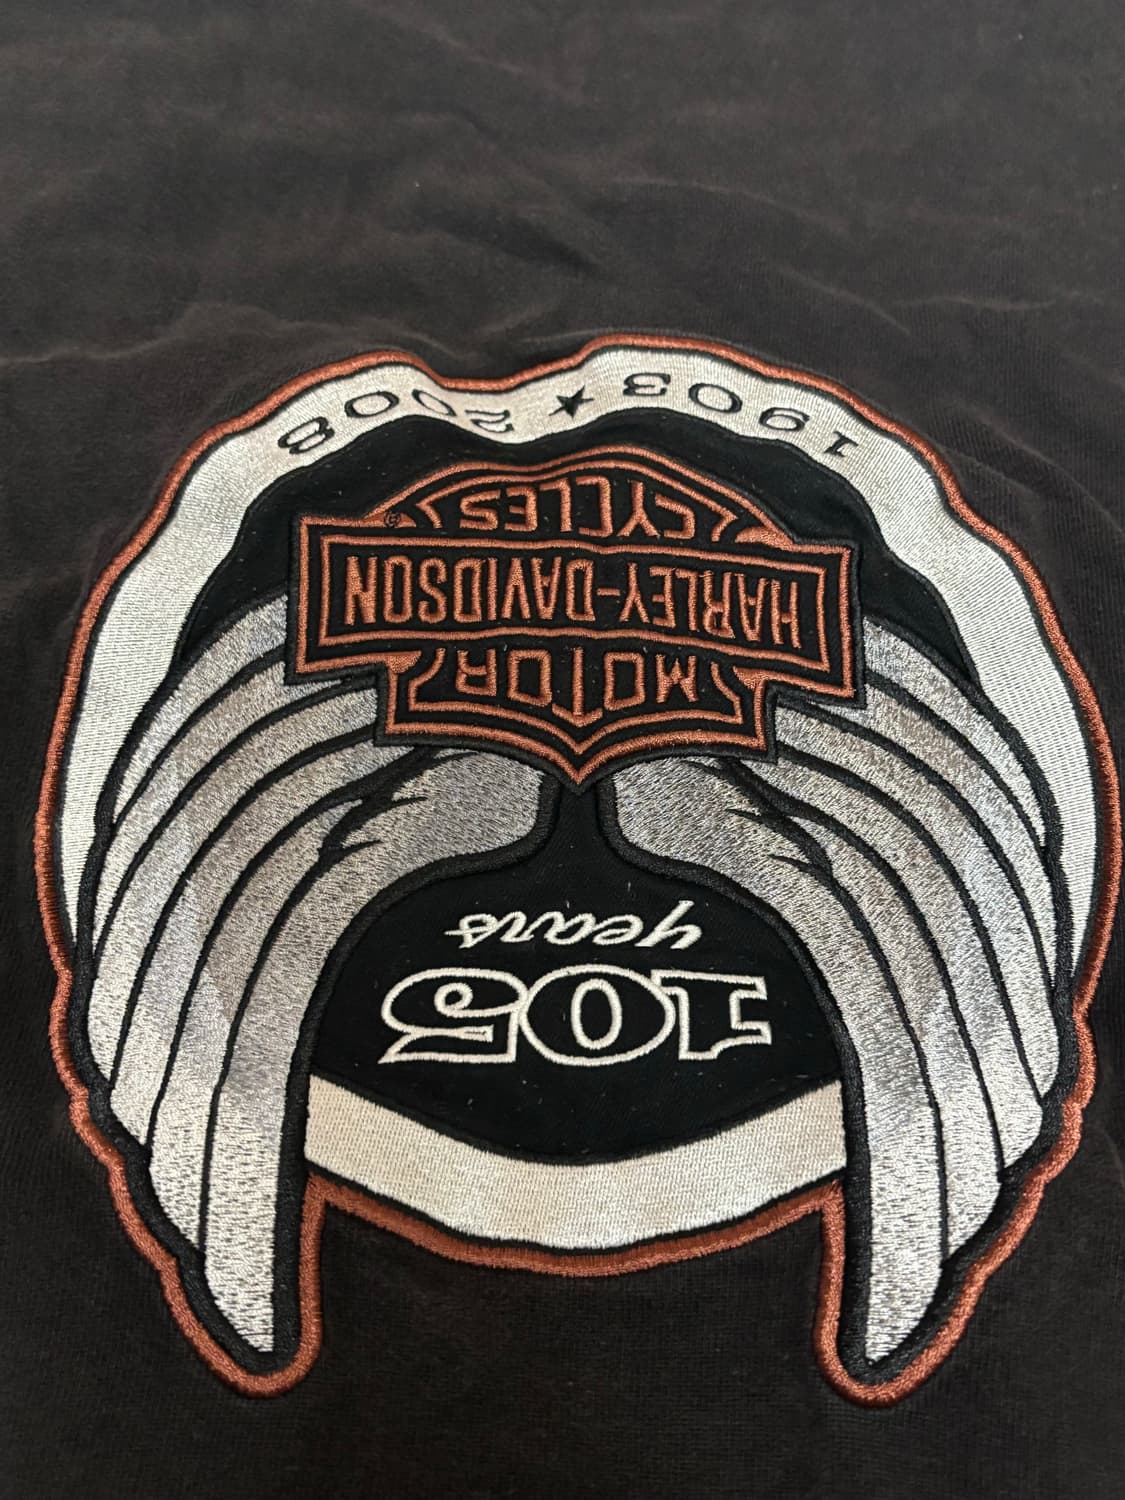 105
years
MOTOR
HARLEY-DAVIDSON
CYCLES
®
1903 ★ 2008